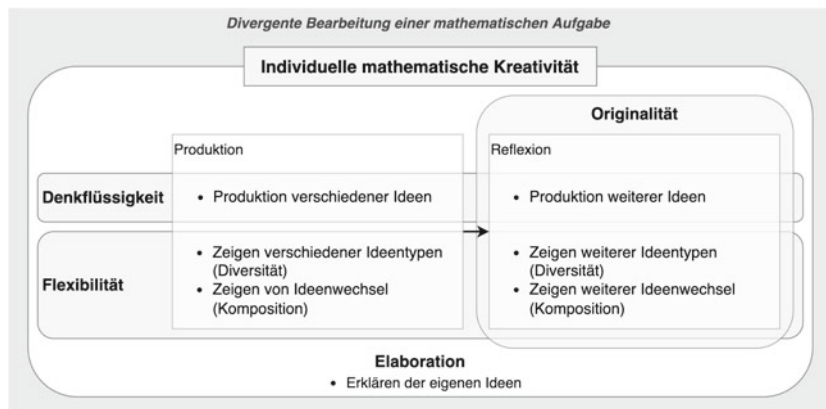 Divergente Bearbeitung einer mathematischen Aufgabe
Individuelle mathematische Kreativität
Originalität
Produktion
Reflexion
Denkflüssigkeit
• Produktion verschiedener Ideen
• Produktion weiterer Ideen
Flexibilität
• Zeigen verschiedener Ideentypen
(Diversität)
• Zeigen von Ideenwechsel
(Komposition)
• Zeigen weiterer Ideentypen
(Diversität)
• Zeigen weiterer Ideenwechsel
(Komposition)
Elaboration
• Erklären der eigenen Ideen